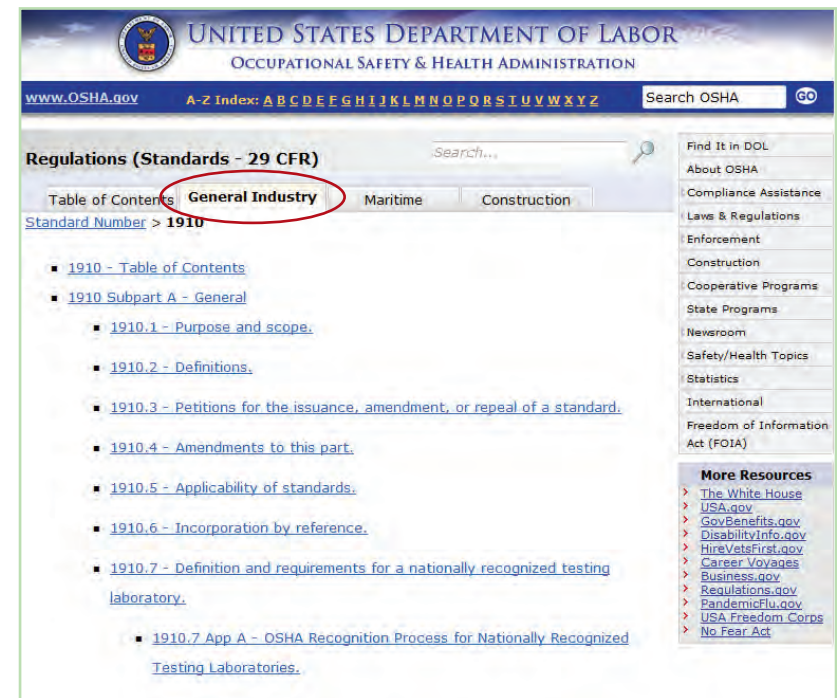 UNITED STATES DEPARTMENT OF LABOR
OCCUPATIONAL SAFETY & HEALTH ADMINISTRATION
www.OSHA.gov A-Z Index: A B C D E F G H I J K L M N O P Q R S T U V W X Y Z Search OSHA GO
Regulations (Standards - 29 CFR) Search...
Table of Contents General Industry Maritime Construction
Standard Number > 1910
1910 - Table of Contents
1910 Subpart A - General
1910.1 - Purpose and scope.
1910.2 - Definitions.
1910.3 - Petitions for the issuance, amendment, or repeal of a standard.
1910.4 - Amendments to this part.
1910.5 - Applicability of standards.
1910.6 - Incorporation by reference.
1910.7 - Definition and requirements for a nationally recognized testing
laboratory.
1910.7 App A - OSHA Recognition Process for Nationally Recognized
Testing Laboratories.
Find It in DOL
About OSHA
Compliance Assistance
Laws & Regulations
Enforcement
Construction
Cooperative Programs
State Programs
Newsroom
Safety/Health Topics
Statistics
International
Freedom of Information
Act (FOIA)
More Resources
The White House
USA.gov
GovBenefits.gov
DisabilityInfo.gov
HireVetsFirst.gov
Career Voyages
Business.gov
Regulations.gov
PandemicFlu.gov
USA Freedom Corps
No Fear Act